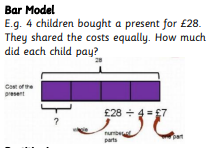 Bar Model
E.g. 4 children bought a present for £28.
They shared the costs equally. How much
did each child pay?
28
Cost of the
present
?
£28 ÷ 4 = £7
whole
number of
parts
one part